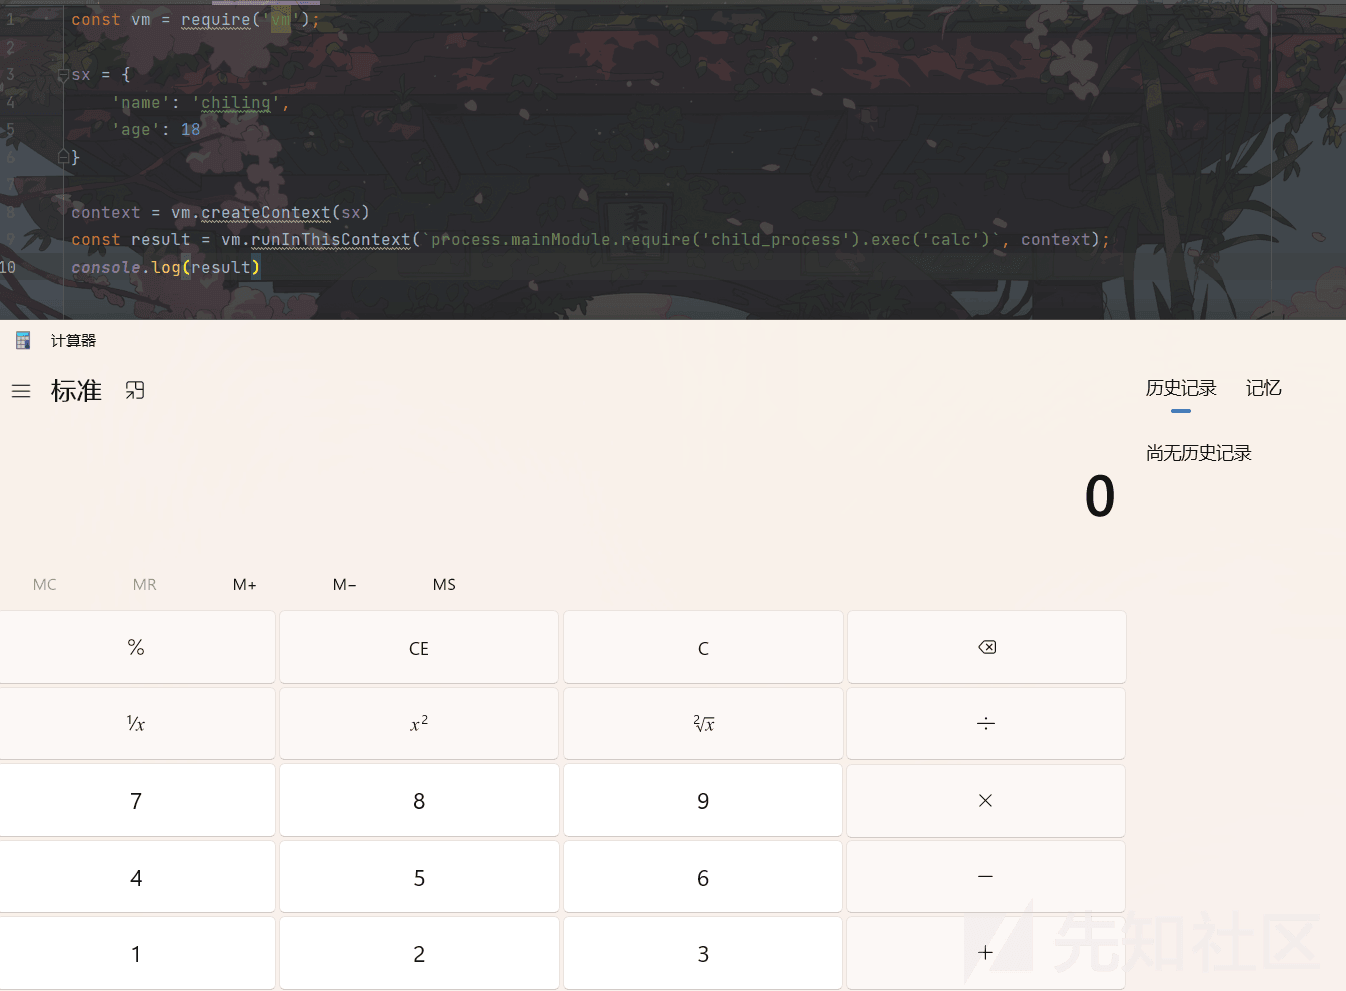 1 const vm = require('vm');
2
3 sx = {
4 'name': 'chiling',
5 'age': 18
6 }
7
8 context = vm.createContext(sx)
9 const result = vm.runInThisContext(`process.mainModule.require('child_process').exec('calc')`, context);
10 console.log(result)
柔
计算器
标准
历史记录 记忆
尚无历史记录
0
MC MR M+ M− MS
% CE C
¹⁄x x² ²√x ÷
7 8 9 ×
4 5 6 −
1 2 3 +
先知社区